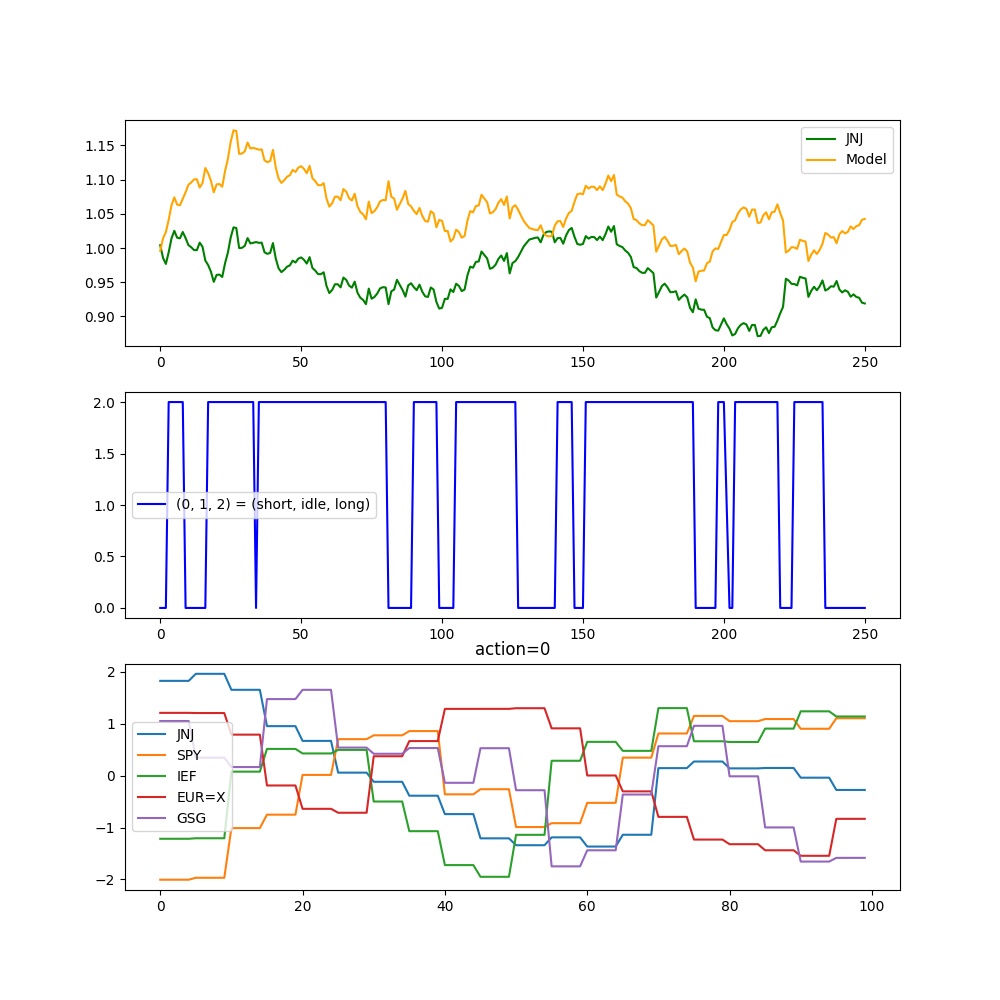 1.15
1.10
1.05
1.00
0.95
0.90
JNJ
Model
0 50 100 150 200 250
2.0
1.5
1.0
0.5
0.0
(0, 1, 2) = (short, idle, long)
0 50 100 150 200 250
action=0
2
1
0
−1
−2
JNJ
SPY
IEF
EUR=X
GSG
0 20 40 60 80 100